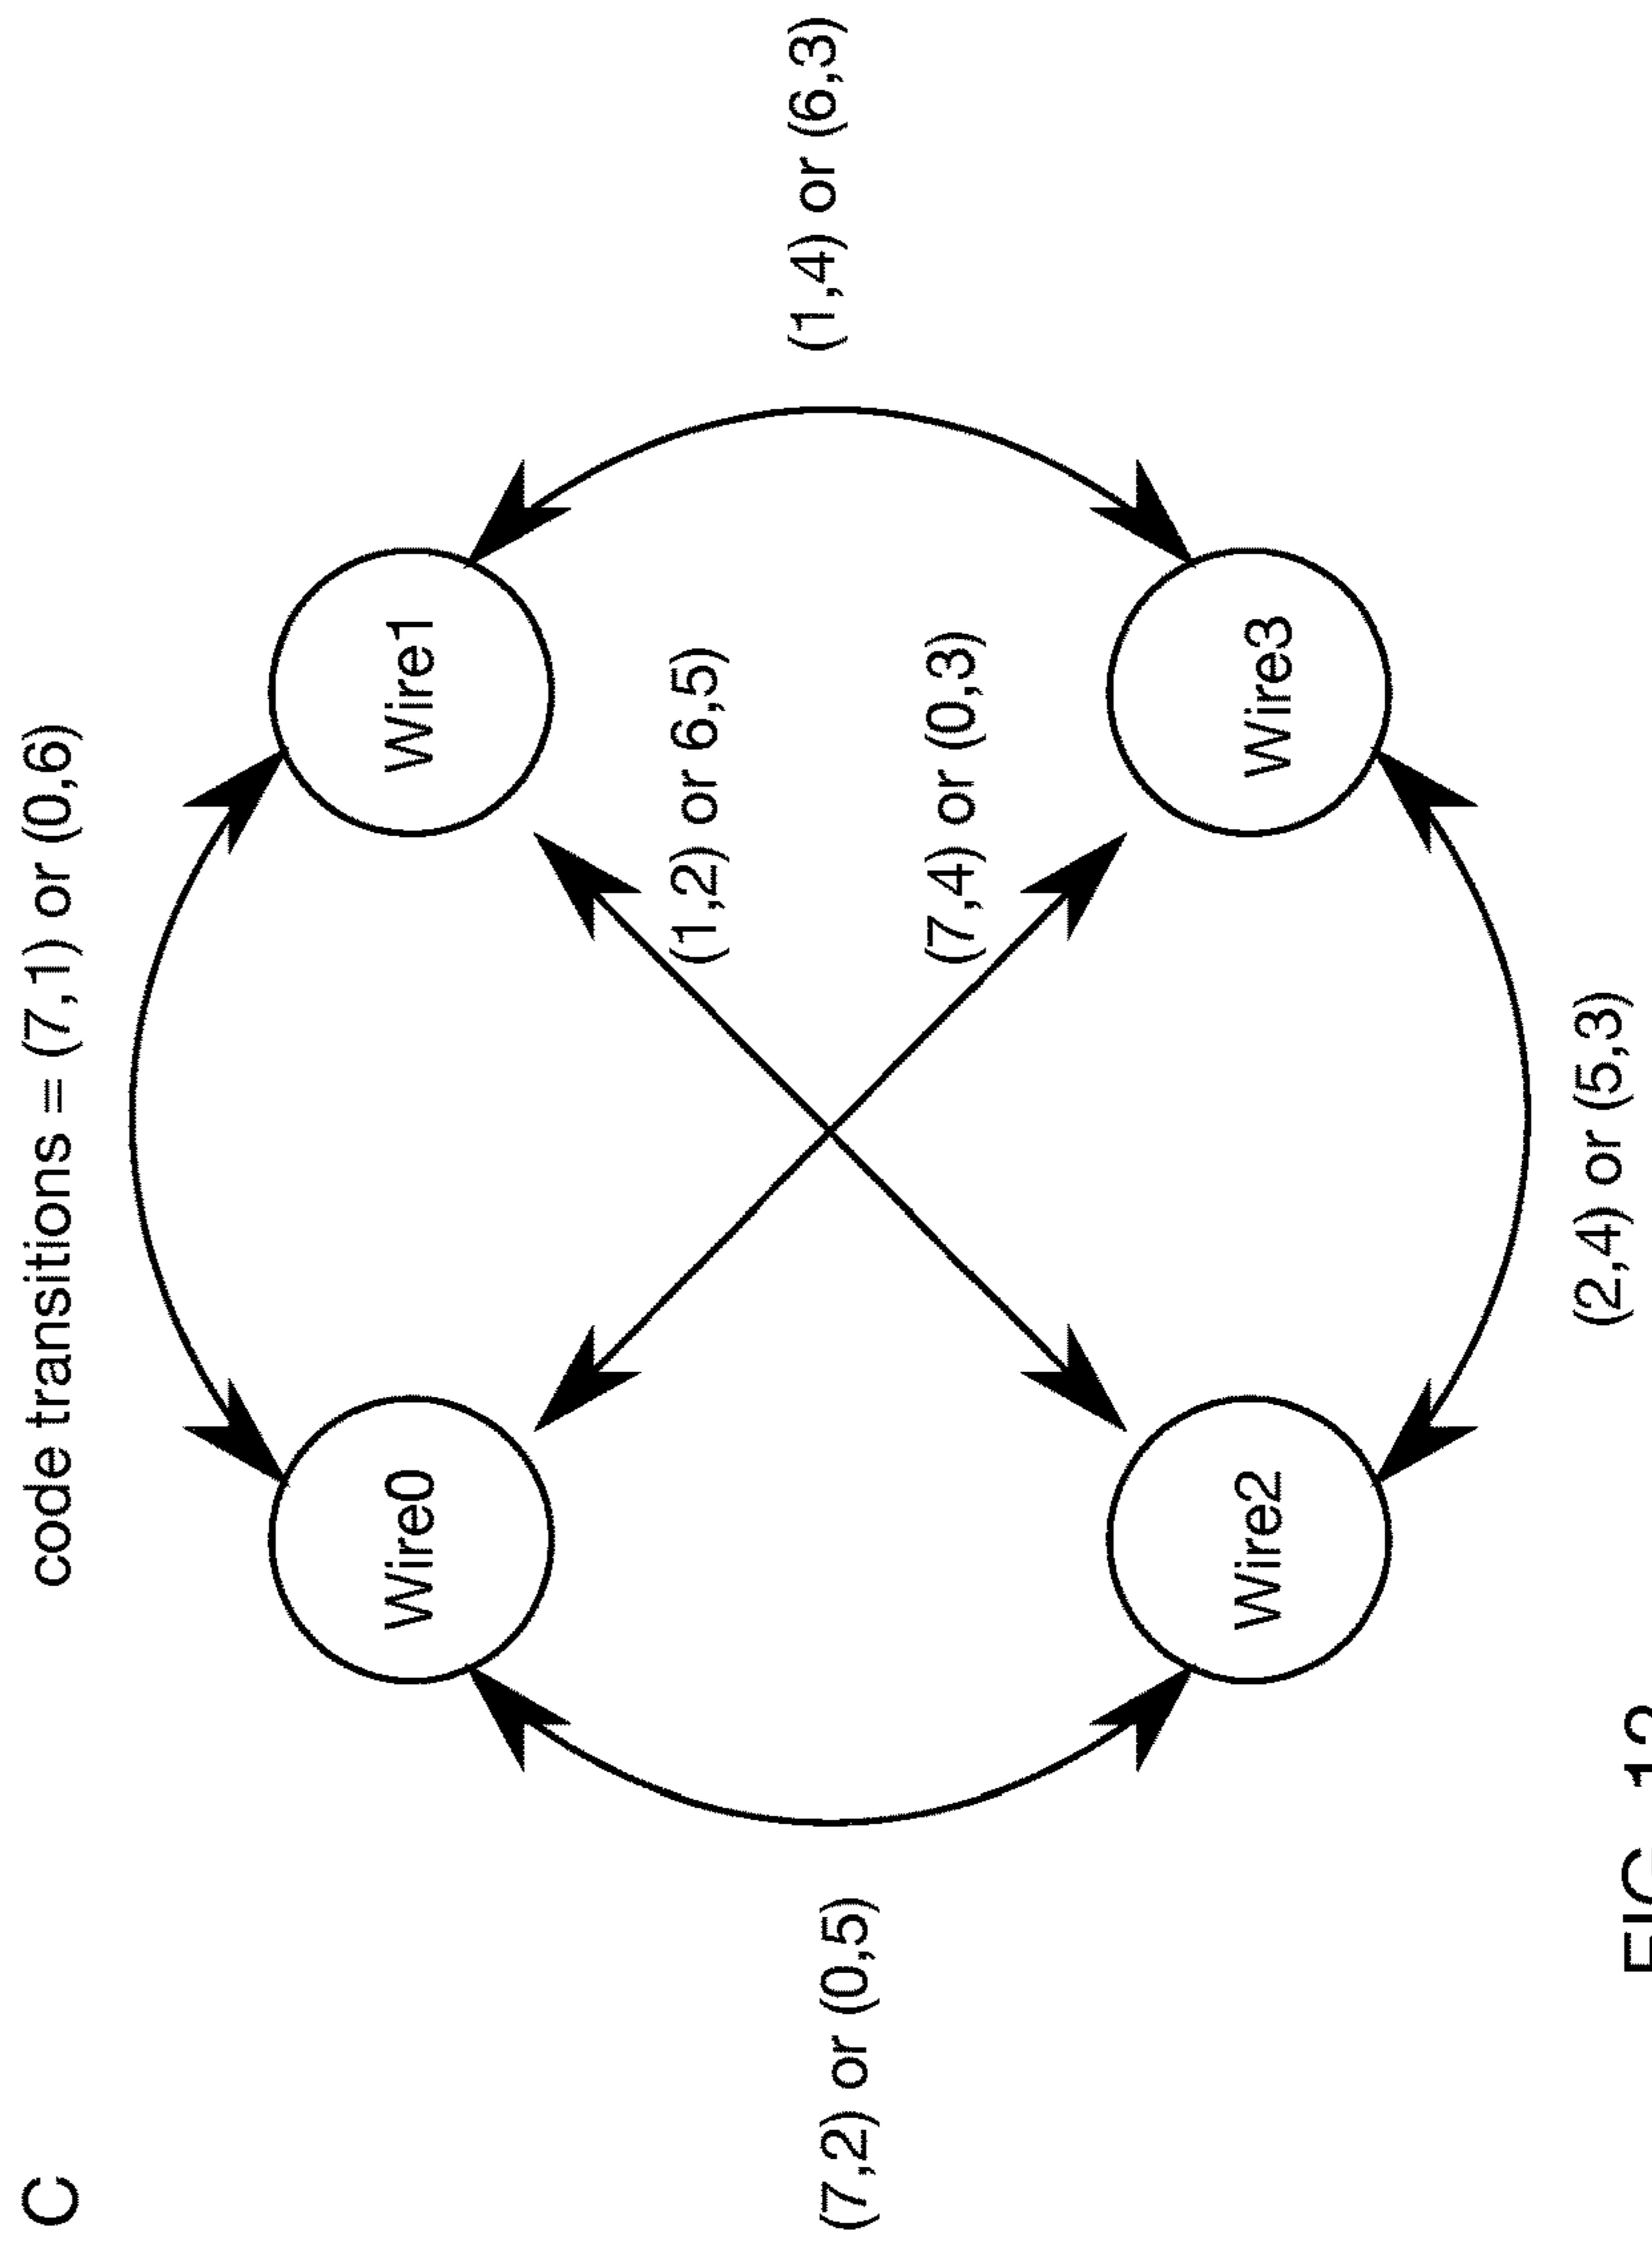 C
code transitions = (7,1) or (0,6)
Wire0
Wire1
(1,2) or 6,5)
(7,2) or (0,5)
(1,4) or (6,3)
(7,4) or (0,3)
Wire2
Wire3
(2,4) or (5,3)
FIG.